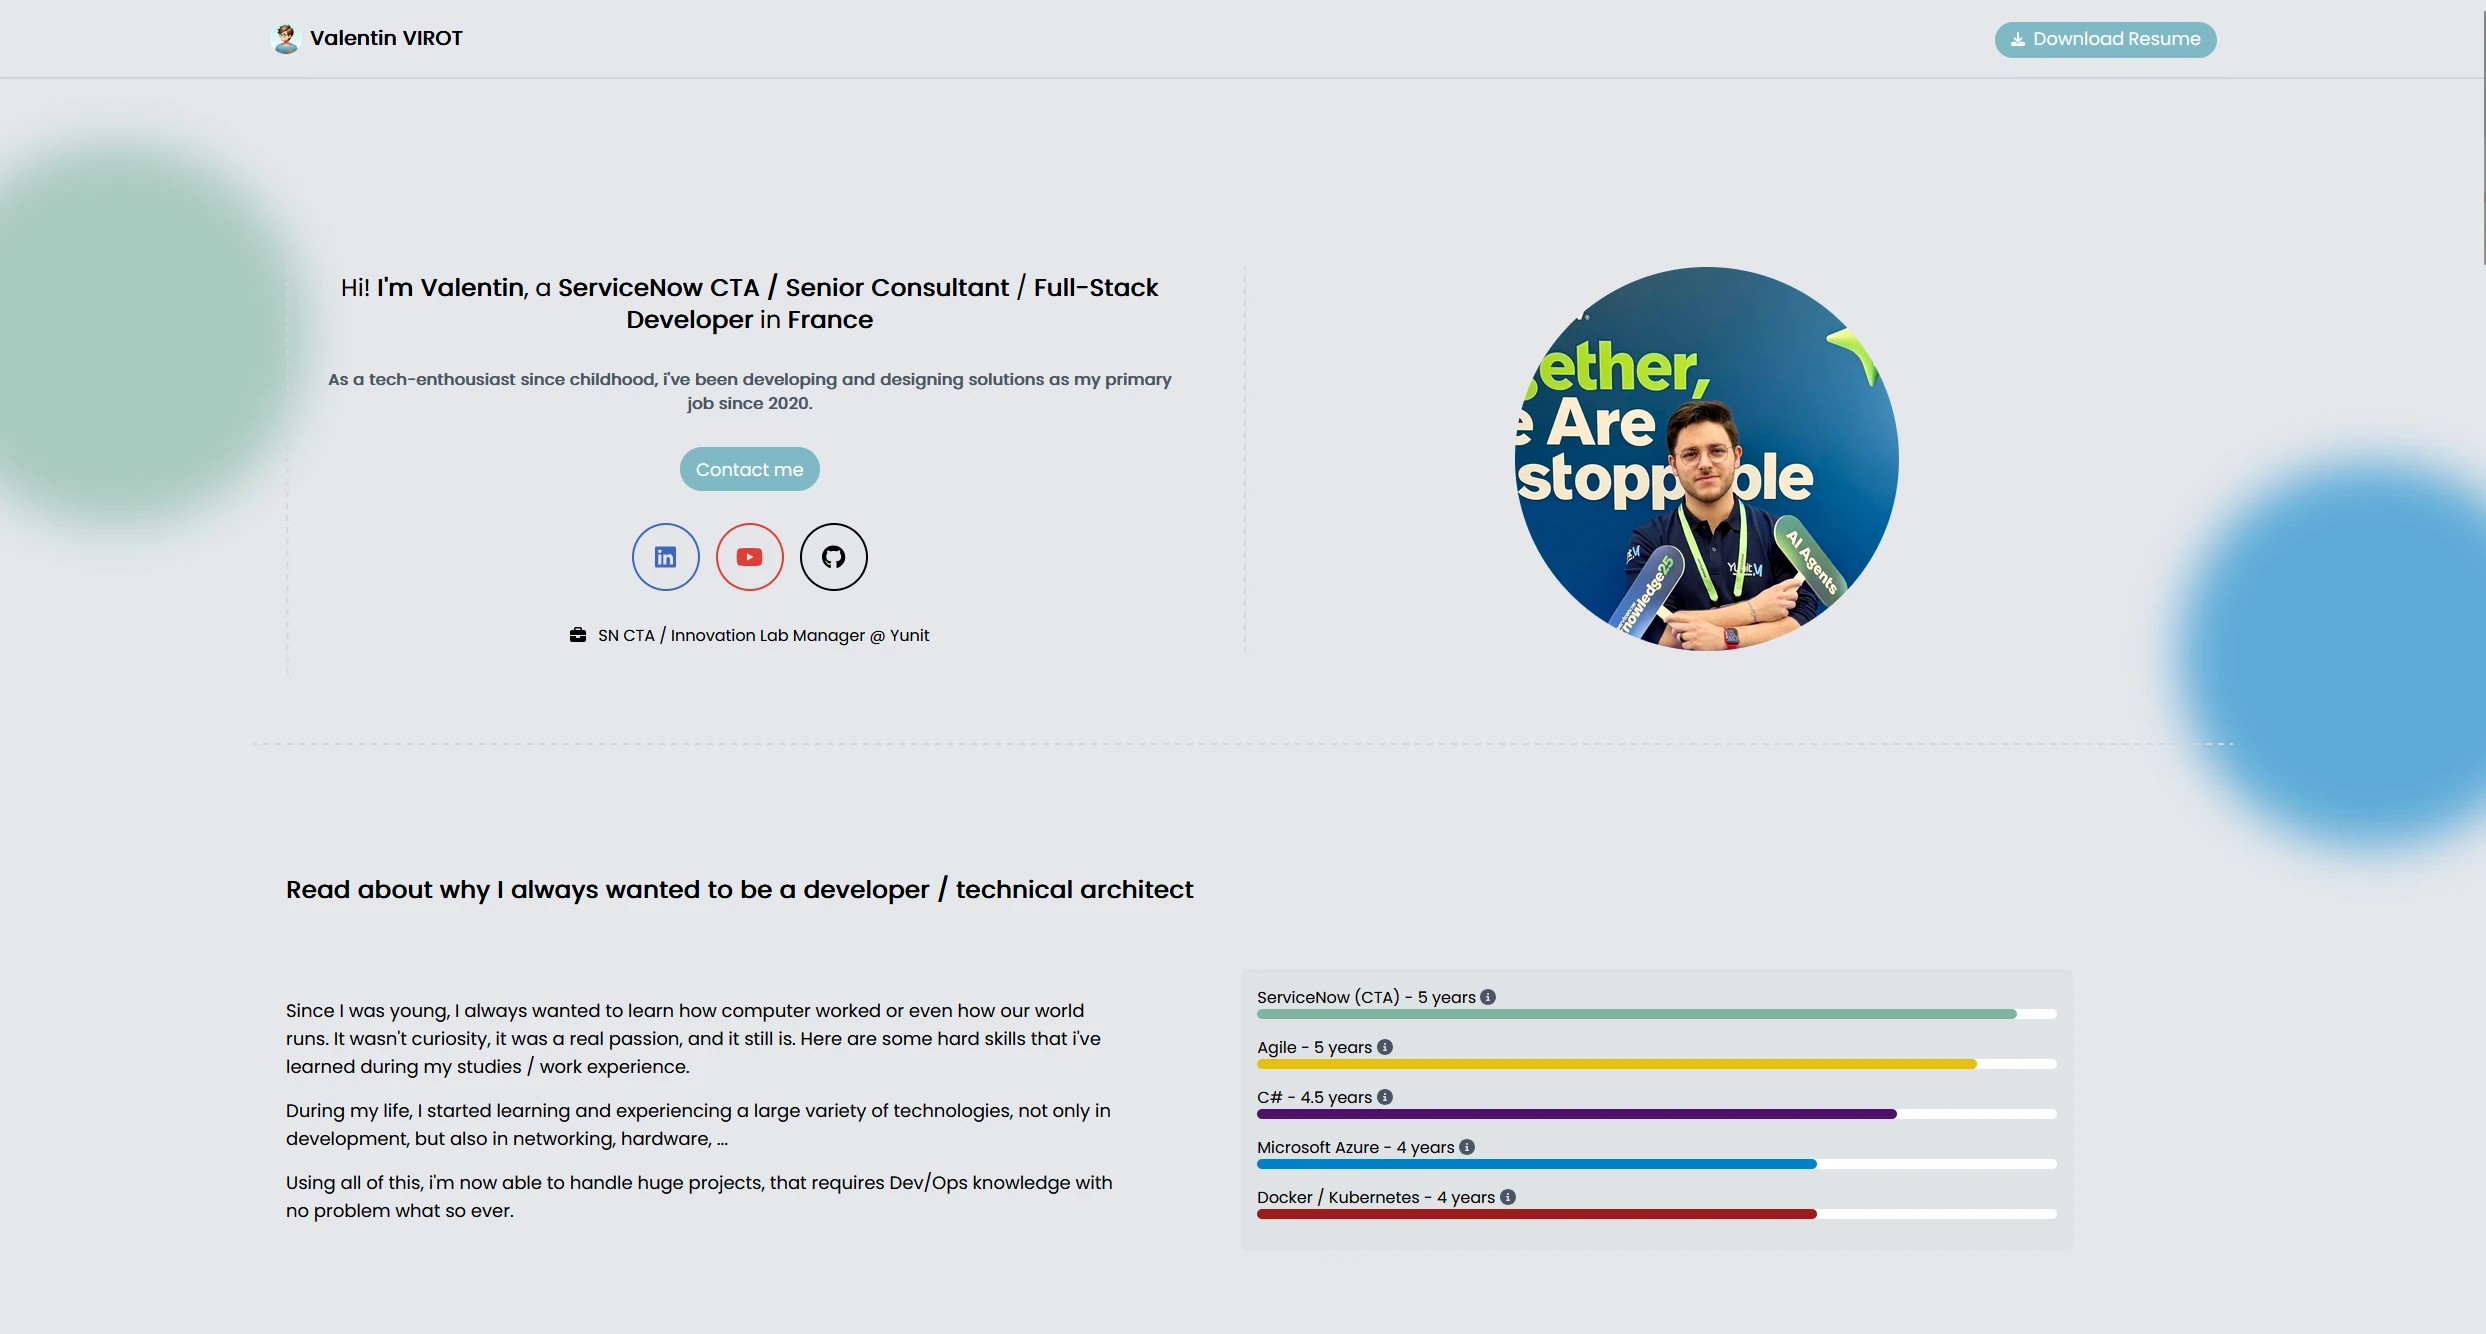 Valentin VIROT
Download Resume
Hi! I'm Valentin, a ServiceNow CTA / Senior Consultant / Full-Stack
Developer in France
As a tech-enthusiast since childhood, i've been developing and designing solutions as my primary
job since 2020.
Contact me
SN CTA / Innovation Lab Manager @ Yunit
ether,
e Are
stopp ble
AI Agents
nowledge25
Read about why I always wanted to be a developer / technical architect
Since I was young, I always wanted to learn how computer worked or even how our world
runs. It wasn't curiosity, it was a real passion, and it still is. Here are some hard skills that i've
learned during my studies / work experience.
During my life, I started learning and experiencing a large variety of technologies, not only in
development, but also in networking, hardware, ...
Using all of this, i'm now able to handle huge projects, that requires Dev/Ops knowledge with
no problem what so ever.
ServiceNow (CTA) - 5 years
Agile - 5 years
C# - 4.5 years
Microsoft Azure - 4 years
Docker / Kubernetes - 4 years